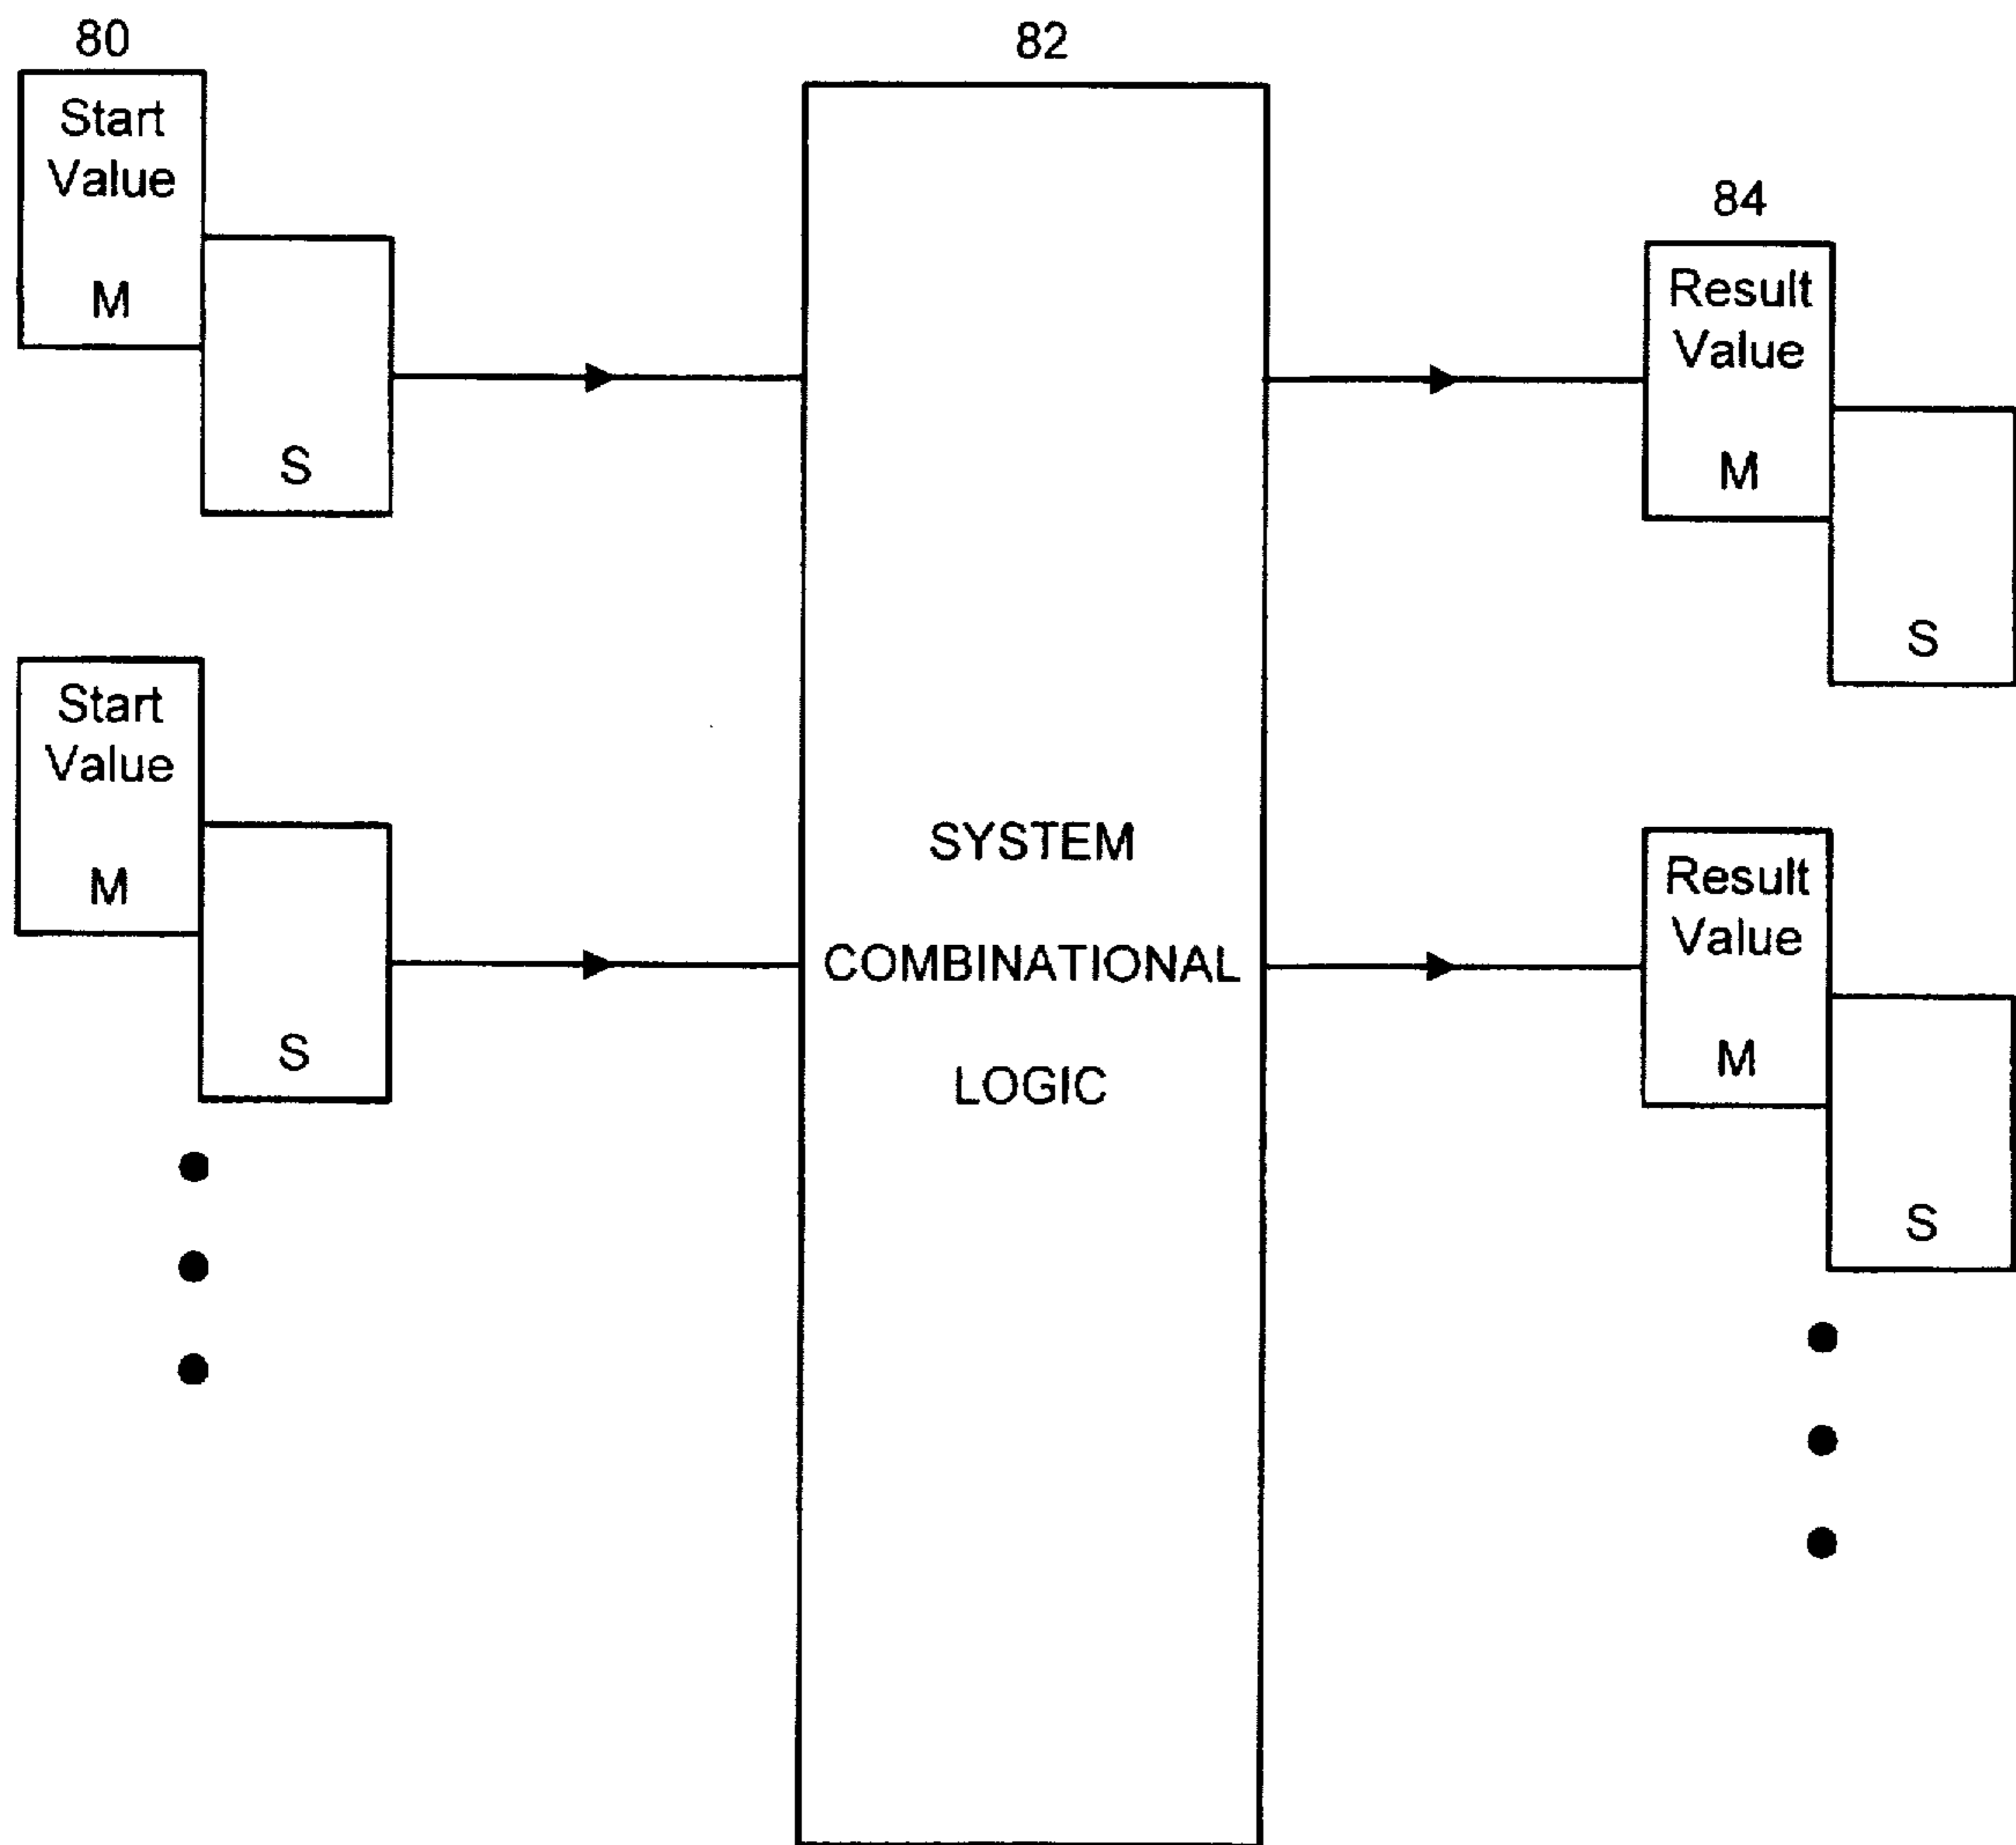 80
82
Start
Value
M
S
84
Result
Value
M
S
Start
Value
M
S
SYSTEM
COMBINATIONAL
LOGIC
Result
Value
M
S